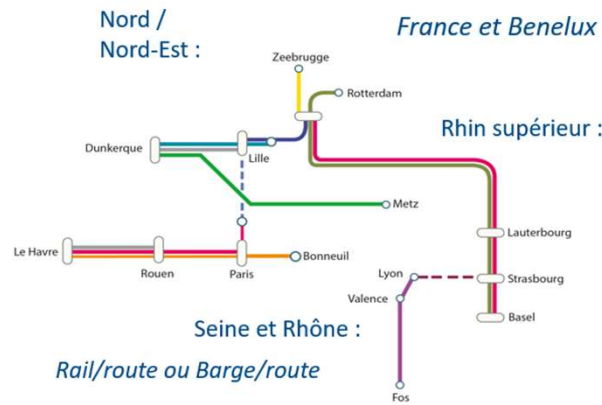 Nord /
Nord-Est :
France et Benelux
Zeebrugge
Rotterdam
Rhin supérieur :
Dunkerque
Lille
Metz
Lauterbourg
Le Havre
Rouen
Paris
Bonneuil
Lyon
Strasbourg
Valence
Basel
Seine et Rhône :
Rail/route ou Barge/route
Fos